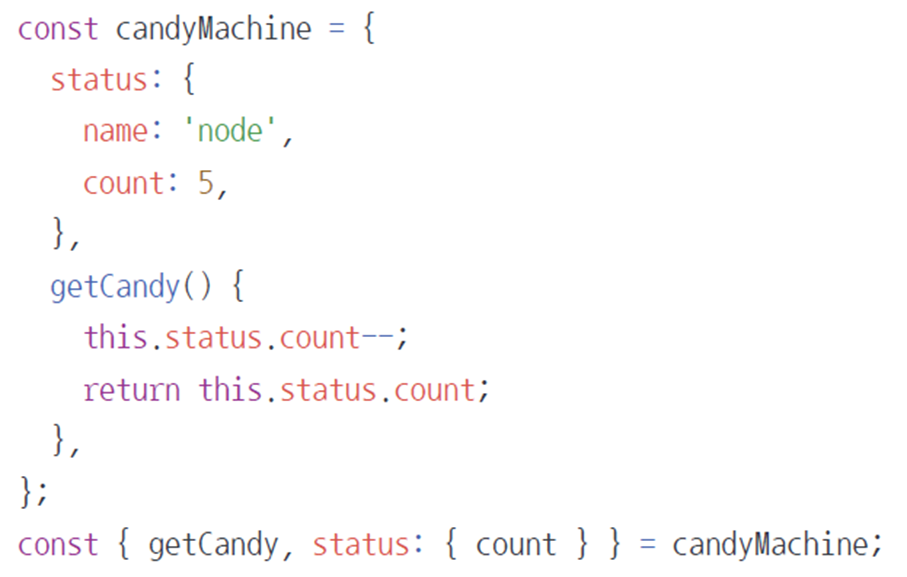 const candyMachine = {
  status: {
    name: 'node',
    count: 5,
  },
  getCandy() {
    this.status.count--;
    return this.status.count;
  },
};
const { getCandy, status: { count } } = candyMachine;